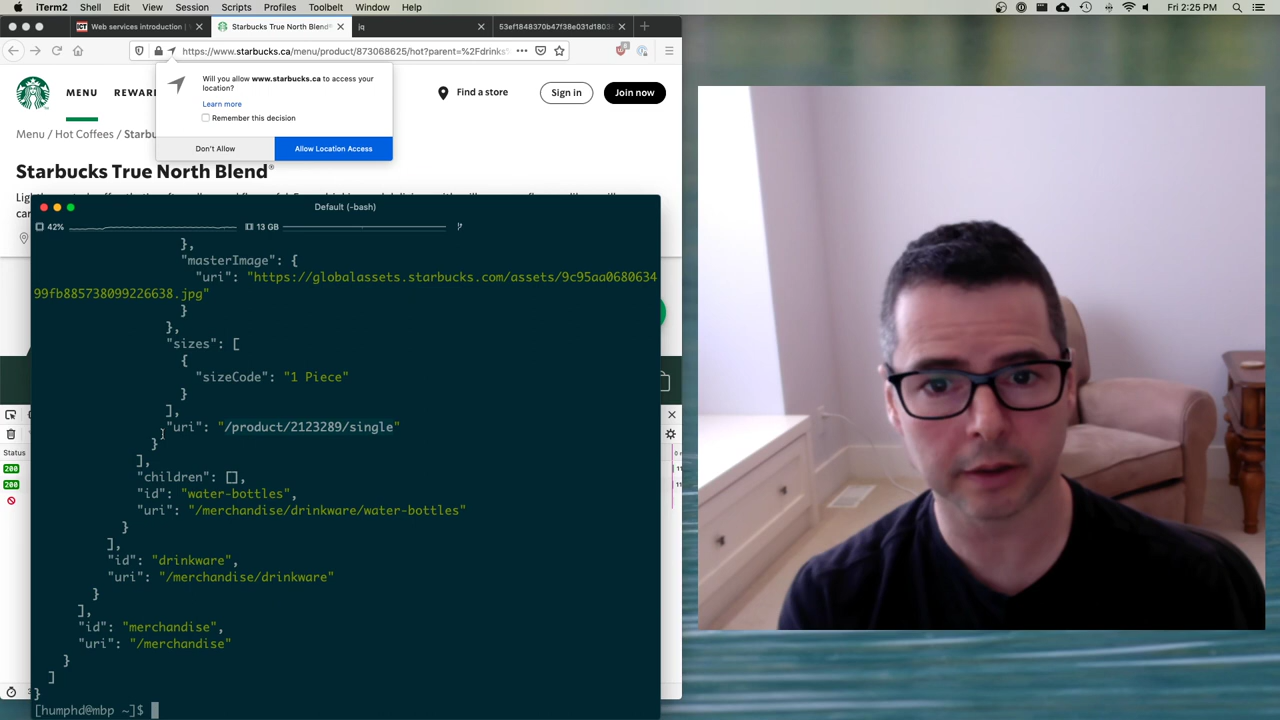 iTerm2 Shell Edit View Session Scripts Profiles Toolbelt Window Help Fri 2:25 PM
Web services introduction |
Starbucks True North Blend®
jq
53ef1848370b47f38e031d1803
https://www.starbucks.ca/menu/product/873068625/hot?parent=%2Fdrinks
Will you allow www.starbucks.ca to access your
location?
Learn more
Remember this decision
Don't Allow
Allow Location Access
MENU
REWAR
Find a store
Sign in
Join now
Menu / Hot Coffees / Starbu
Starbucks True North Blend®
Default (-bash)
42%
13 GB
},
"masterImage": {
"uri": "https://globalassets.starbucks.com/assets/9c95aa0680634
99fb885738099226638.jpg"
}
},
"sizes": [
{
"sizeCode": "1 Piece"
}
],
"uri": "/product/2123289/single"
}
],
"children": [],
"id": "water-bottles",
"uri": "/merchandise/drinkware/water-bottles"
}
],
"id": "drinkware",
"uri": "/merchandise/drinkware"
}
],
"id": "merchandise",
"uri": "/merchandise"
}
]
}
[humphd@mbp ~]$
Status
200
200